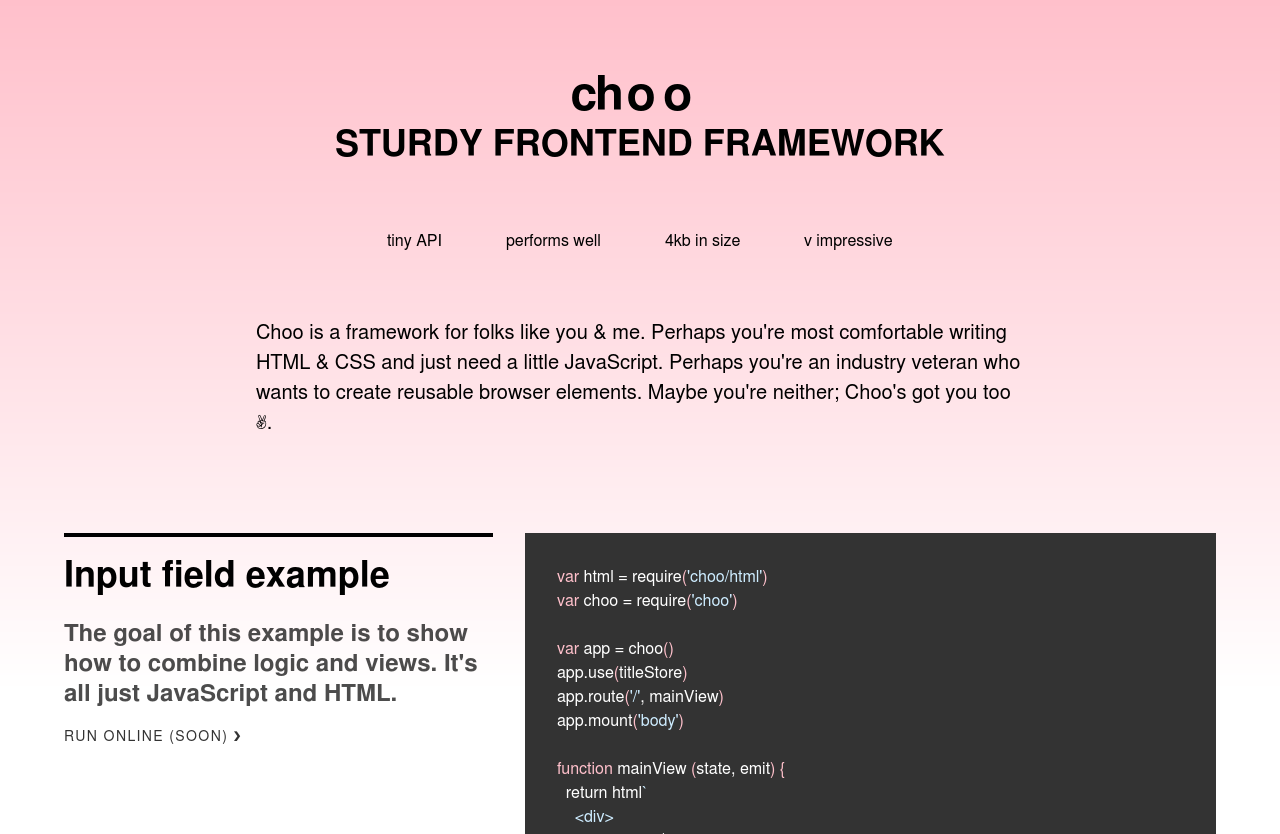 choo
STURDY FRONTEND FRAMEWORK
tiny API
performs well
4kb in size
v impressive
Choo is a framework for folks like you & me. Perhaps you're most comfortable writing
HTML & CSS and just need a little JavaScript. Perhaps you're an industry veteran who
wants to create reusable browser elements. Maybe you're neither; Choo's got you too
✌.
Input field example
The goal of this example is to show
how to combine logic and views. It's
all just JavaScript and HTML.
RUN ONLINE (SOON) ❯
var html = require('choo/html')
var choo = require('choo')
var app = choo()
app.use(titleStore)
app.route('/', mainView)
app.mount('body')
function mainView (state, emit) {
  return html`
    <div>